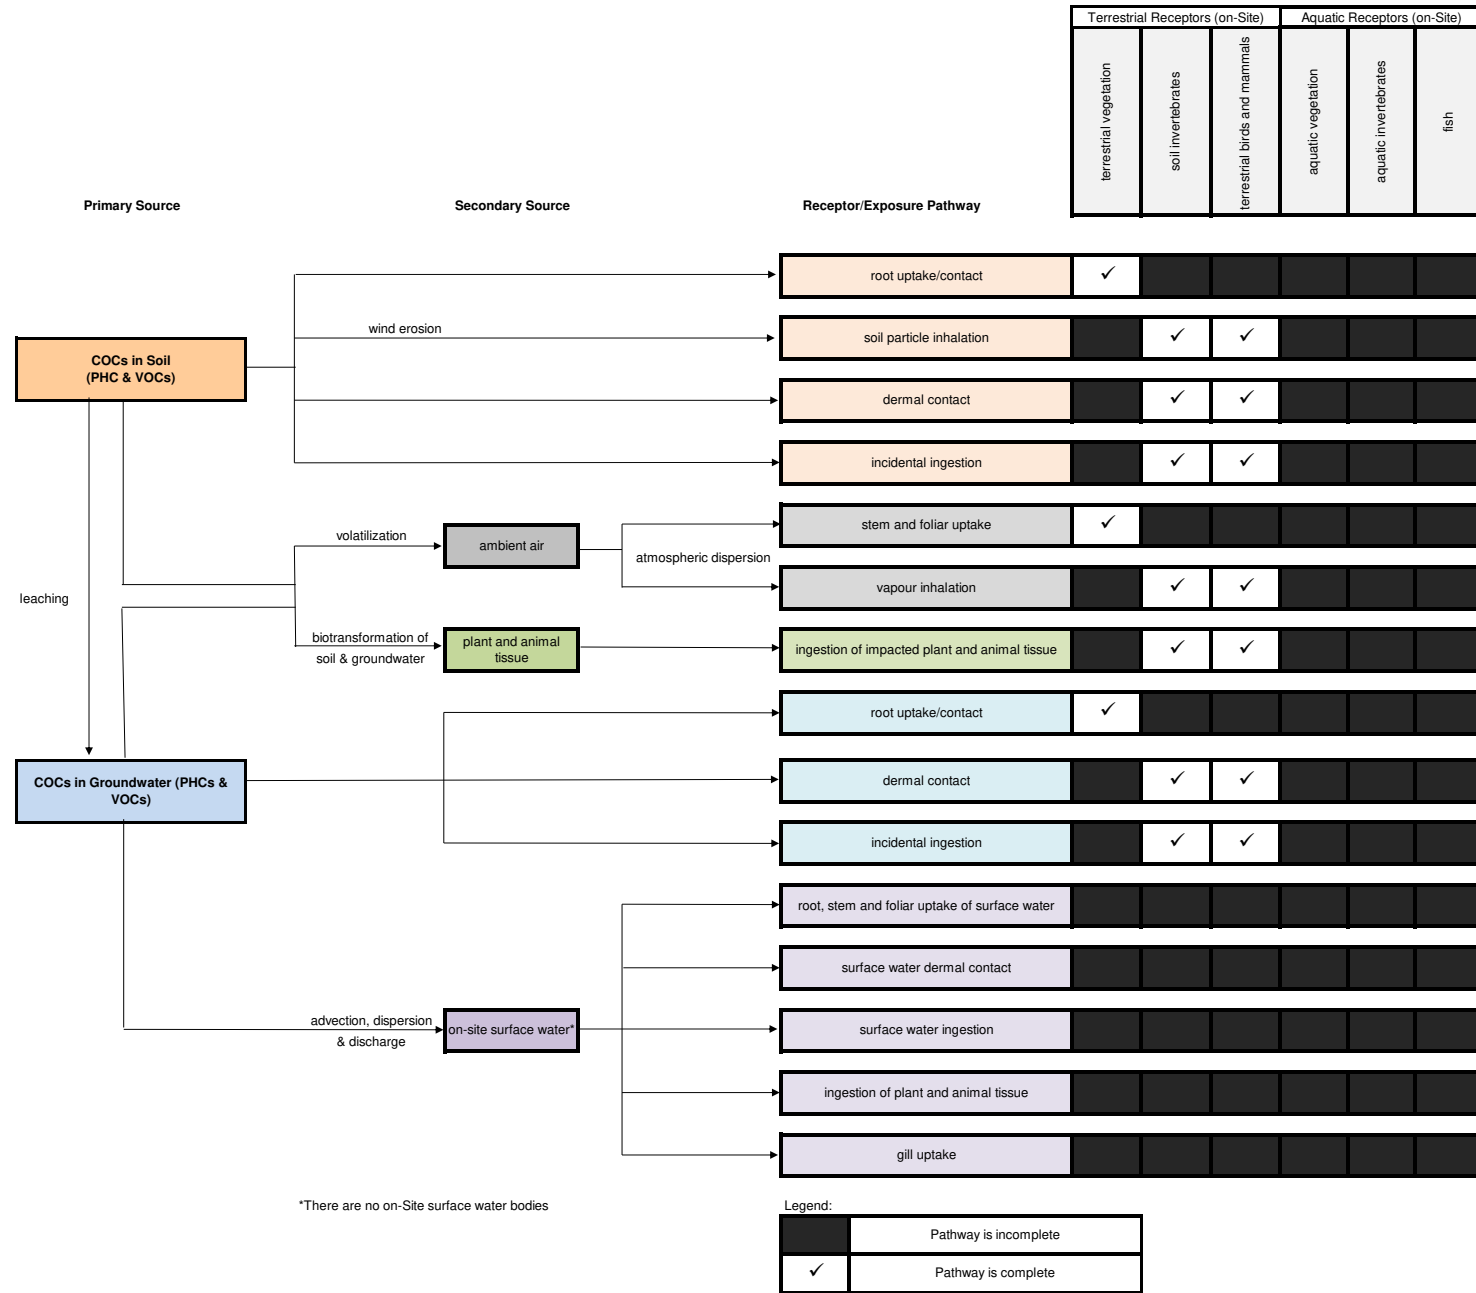 Terrestrial Receptors (on-Site)
Aquatic Receptors (on-Site)
terrestrial vegetation
soil invertebrates
terrestrial birds and mammals
aquatic vegetation
aquatic invertebrates
fish
Primary Source
Secondary Source
Receptor/Exposure Pathway
root uptake/contact
✓
wind erosion
soil particle inhalation
✓ ✓
COCs in Soil
(PHC & VOCs)
dermal contact
✓ ✓
incidental ingestion
✓ ✓
stem and foliar uptake
✓
volatilization
ambient air
atmospheric dispersion
vapour inhalation
✓ ✓
leaching
biotransformation of
soil & groundwater
plant and animal
tissue
ingestion of impacted plant and animal tissue
✓ ✓
root uptake/contact
✓
COCs in Groundwater (PHCs &
VOCs)
dermal contact
✓ ✓
incidental ingestion
✓ ✓
root, stem and foliar uptake of surface water
surface water dermal contact
advection, dispersion
& discharge
on-site surface water*
surface water ingestion
ingestion of plant and animal tissue
gill uptake
*There are no on-Site surface water bodies
Legend:
Pathway is incomplete
✓ Pathway is complete